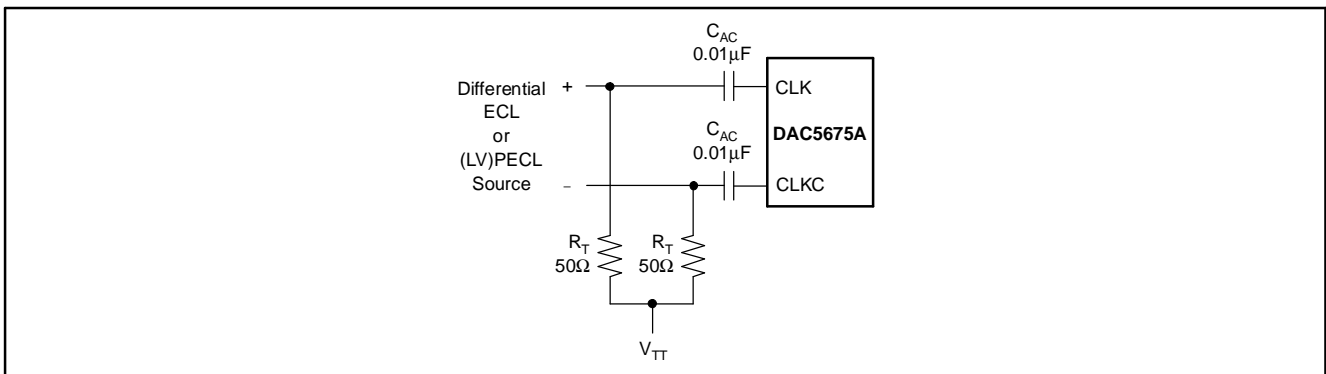 C_AC
0.01μF
Differential
ECL
or
(LV)PECL
Source
+
−
CLK
DAC5675A
C_AC
0.01μF
CLKC
R_T
50Ω
R_T
50Ω
V_TT